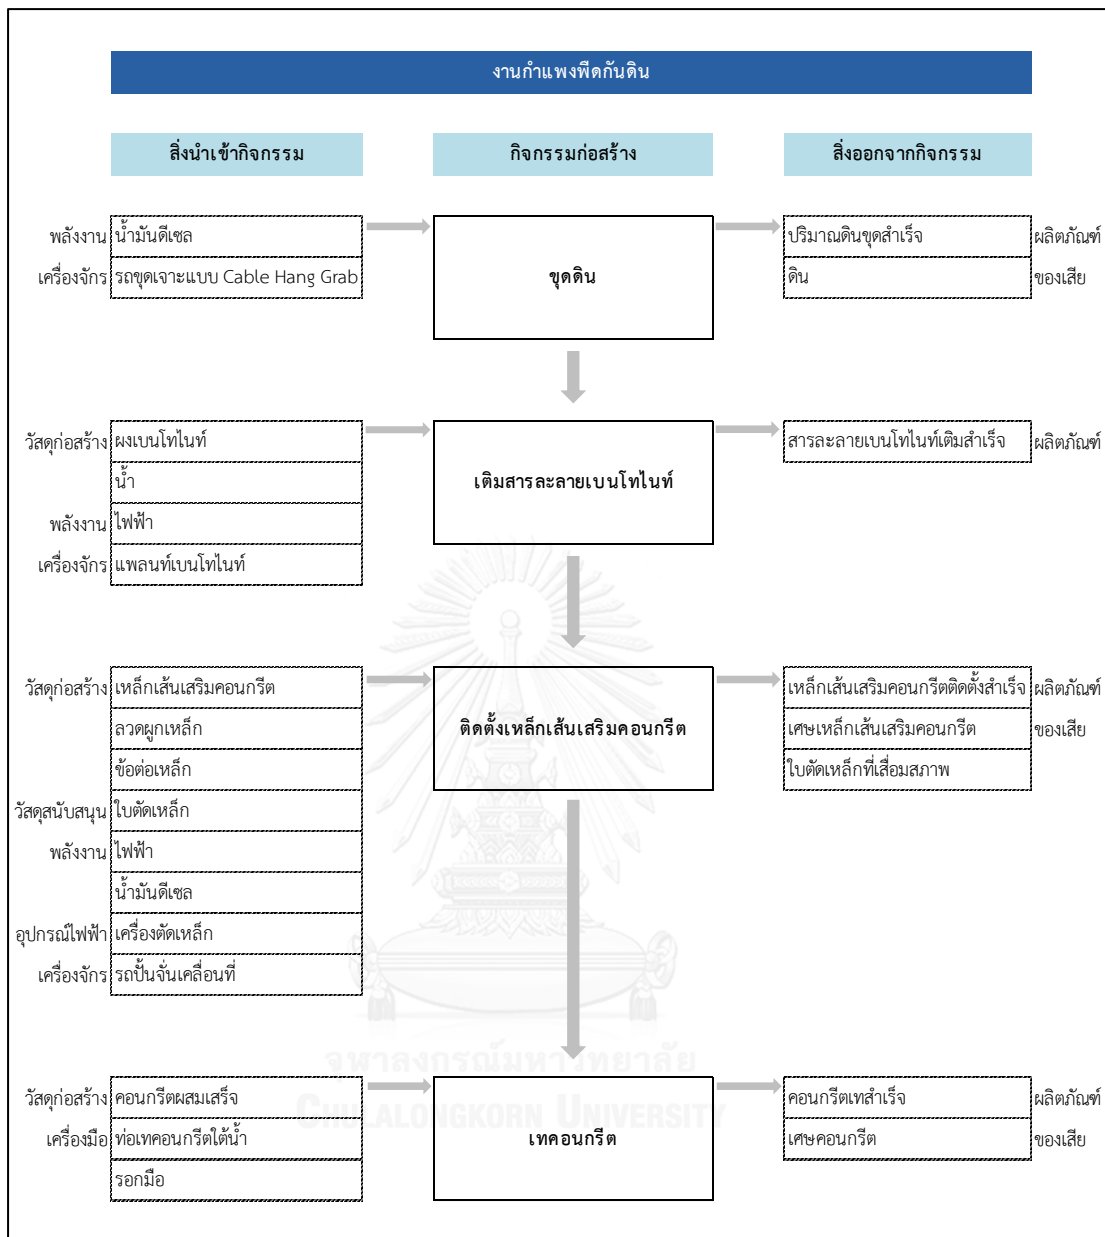 งานกำแพงพืดกันดิน
สิ่งนำเข้ากิจกรรม กิจกรรมก่อสร้าง สิ่งออกจากกิจกรรม
พลังงาน น้ำมันดีเซล ปริมาณดินขุดสำเร็จ ผลิตภัณฑ์
เครื่องจักร รถขุดเจาะแบบ Cable Hang Grab ขุดดิน ดิน ของเสีย
วัสดุก่อสร้าง ผงเบนโทไนท์ สารละลายเบนโทไนท์เติมสำเร็จ ผลิตภัณฑ์
น้ำ เติมสารละลายเบนโทไนท์
พลังงาน ไฟฟ้า
เครื่องจักร แพลนท์เบนโทไนท์
วัสดุก่อสร้าง เหล็กเส้นเสริมคอนกรีต เหล็กเส้นเสริมคอนกรีตติดตั้งสำเร็จ ผลิตภัณฑ์
ลวดผูกเหล็ก ติดตั้งเหล็กเส้นเสริมคอนกรีต เศษเหล็กเส้นเสริมคอนกรีต ของเสีย
ข้อต่อเหล็ก ใบตัดเหล็กที่เสื่อมสภาพ
วัสดุสนับสนุน ใบตัดเหล็ก
พลังงาน ไฟฟ้า
น้ำมันดีเซล
อุปกรณ์ไฟฟ้า เครื่องตัดเหล็ก
เครื่องจักร รถปั้นจั่นเคลื่อนที่
จุฬาลงกรณ์มหาวิทยาลัย
วัสดุก่อสร้าง คอนกรีตผสมเสร็จ คอนกรีตเทสำเร็จ ผลิตภัณฑ์
CHULALONGKORN UNIVERSITY
เครื่องมือ ท่อเทคอนกรีตใต้น้ำ เทคอนกรีต เศษคอนกรีต ของเสีย
รอกมือ